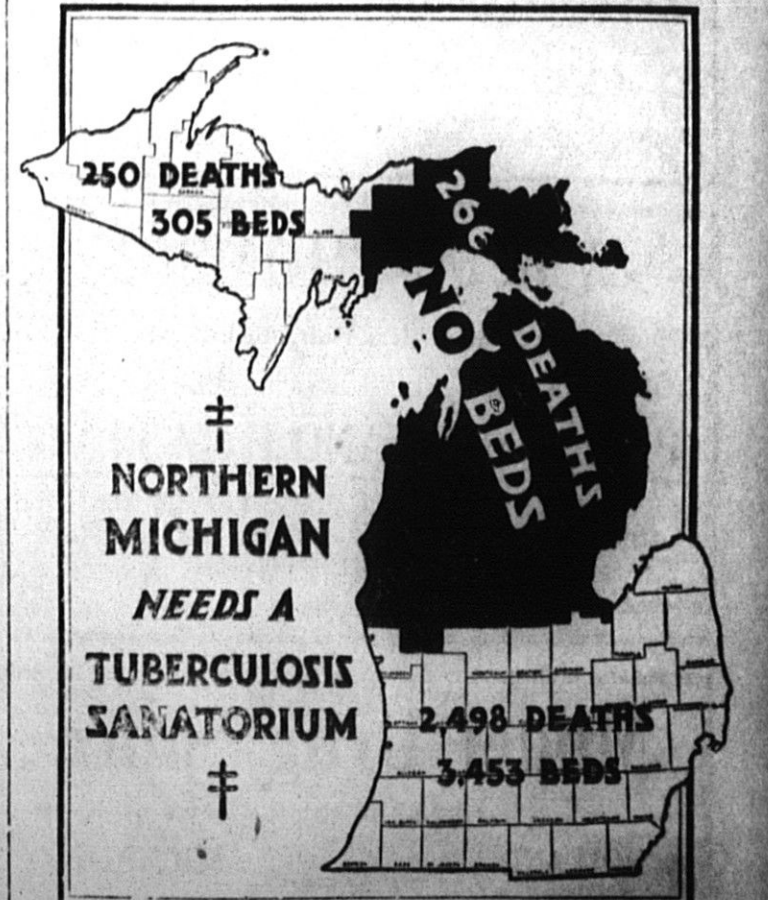 250 DEATHS
305 BEDS
266
NO
DEATHS
BEDS
NORTHERN
MICHIGAN
NEEDS A
TUBERCULOSIS
SANATORIUM
2,498 DEATHS
3,453 BEDS